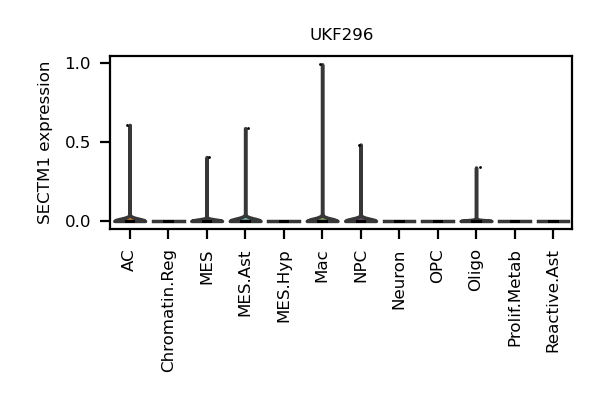 UKF296
SECTM1 expression
1.0
0.5
0.0
AC
Chromatin.Reg
MES
MES.Ast
MES.Hyp
Mac
NPC
Neuron
OPC
Oligo
Prolif.Metab
Reactive.Ast